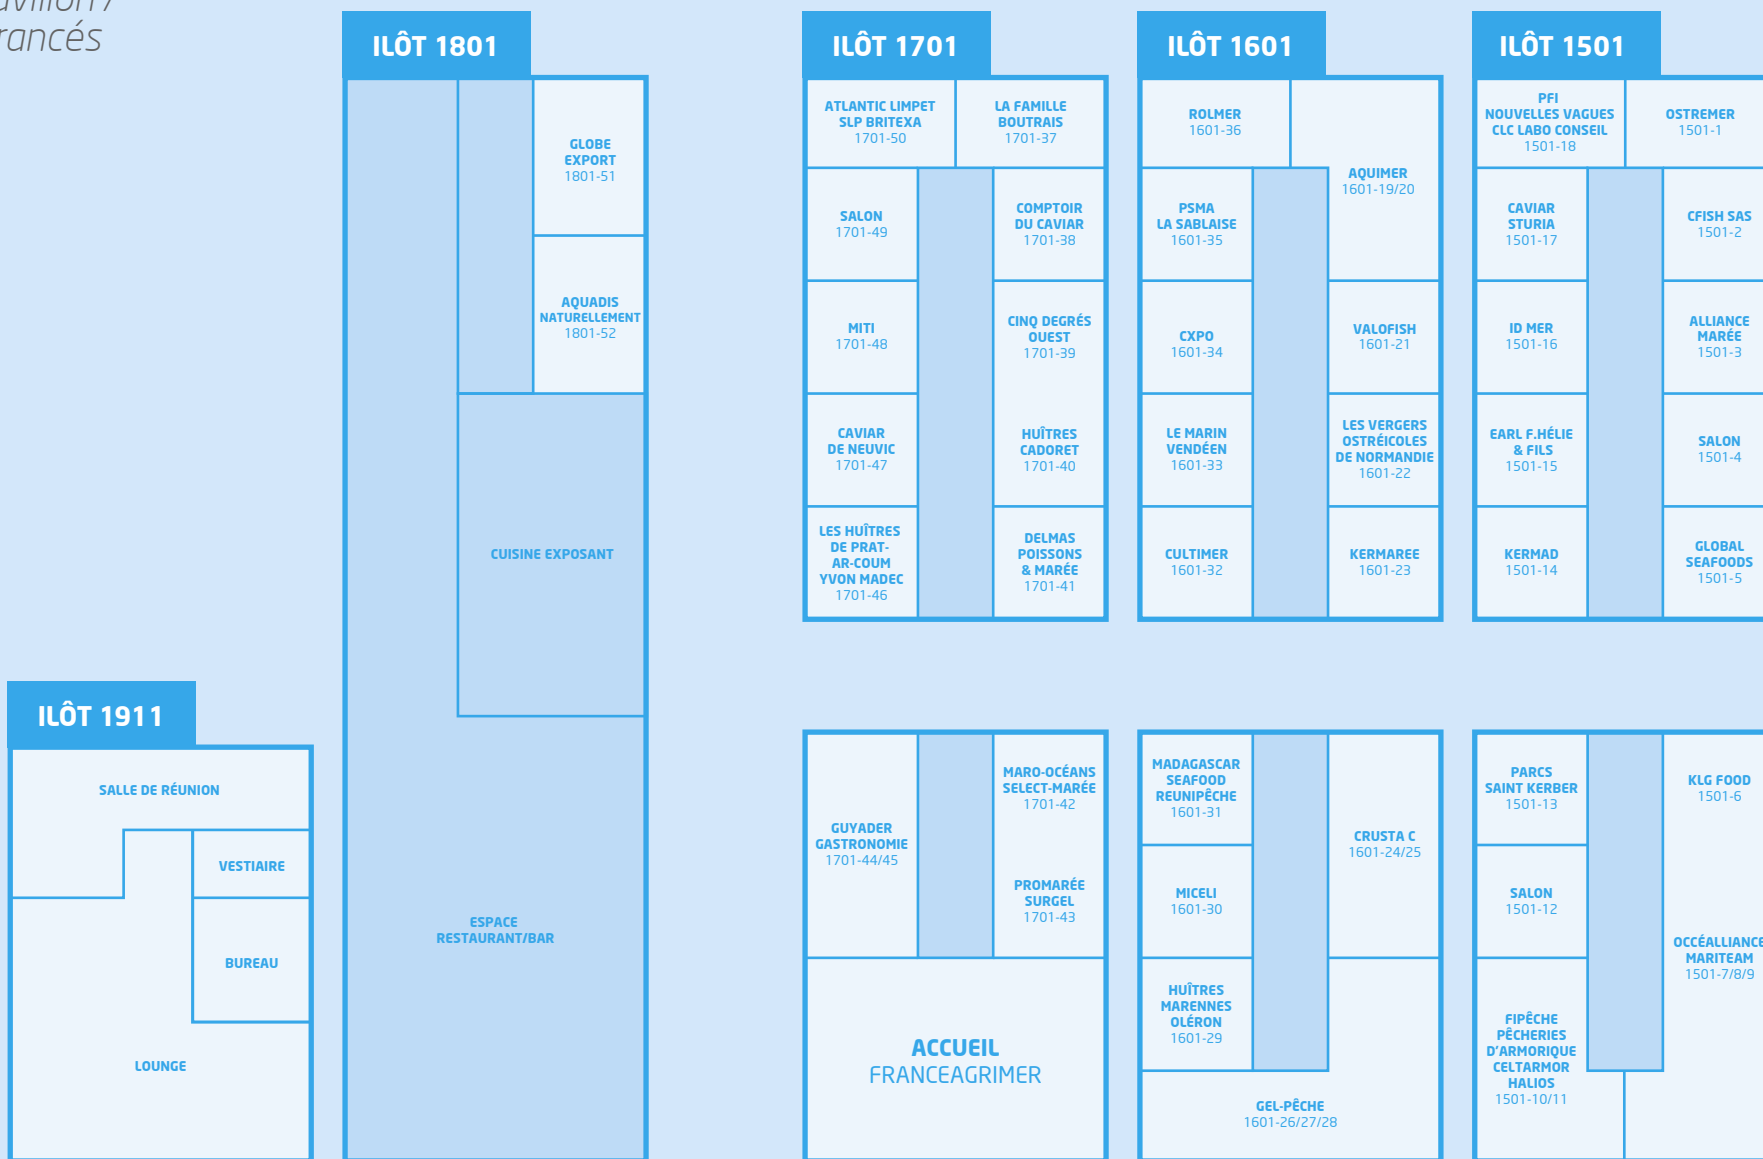 rancés
ILÔT 1801
GLOBE
EXPORT
1801-51
AQUADIS
NATURELLEMENT
1801-52
CUISINE EXPOSANT
ESPACE
RESTAURANT/BAR
ILÔT 1911
SALLE DE RÉUNION
VESTIAIRE
BUREAU
LOUNGE
ILÔT 1701
ATLANTIC LIMPET
SLP BRITEXA
1701-50
LA FAMILLE
BOUTRAIS
1701-37
SALON
1701-49
COMPTOIR
DU CAVIAR
1701-38
MITI
1701-48
CINQ DEGRÉS
OUEST
1701-39
CAVIAR
DE NEUVIC
1701-47
HUÎTRES
CADORET
1701-40
LES HUÎTRES
DE PRAT-
AR-COUM
YVON MADEC
1701-46
DELMAS
POISSONS
& MARÉE
1701-41
GUYADER
GASTRONOMIE
1701-44/45
MARO-OCÉANS
SELECT-MARÉE
1701-42
PROMARÉE
SURGEL
1701-43
ACCUEIL
FRANCEAGRIMER
ILÔT 1601
ROLMER
1601-36
AQUIMER
1601-19/20
PSMA
LA SABLAISE
1601-35
CXPO
1601-34
VALOFISH
1601-21
LE MARIN
VENDÉEN
1601-33
LES VERGERS
OSTRÉICOLES
DE NORMANDIE
1601-22
CULTIMER
1601-32
KERMAREE
1601-23
MADAGASCAR
SEAFOOD
REUNIPÊCHE
1601-31
CRUSTA C
1601-24/25
MICELI
1601-30
HUÎTRES
MARENNES
OLÉRON
1601-29
GEL-PÊCHE
1601-26/27/28
ILÔT 1501
PFI
NOUVELLES VAGUES
CLC LABO CONSEIL
1501-18
OSTREMER
1501-1
CAVIAR
STURIA
1501-17
CFISH SAS
1501-2
ID MER
1501-16
ALLIANCE
MARÉE
1501-3
EARL F.HÉLIE
& FILS
1501-15
SALON
1501-4
KERMAD
1501-14
GLOBAL
SEAFOODS
1501-5
PARCS
SAINT KERBER
1501-13
KLG FOOD
1501-6
SALON
1501-12
OCCÉALLIANCE
MARITEAM
1501-7/8/9
FIPÊCHE
PÊCHERIES
D'ARMORIQUE
CELTARMOR
HALIOS
1501-10/11